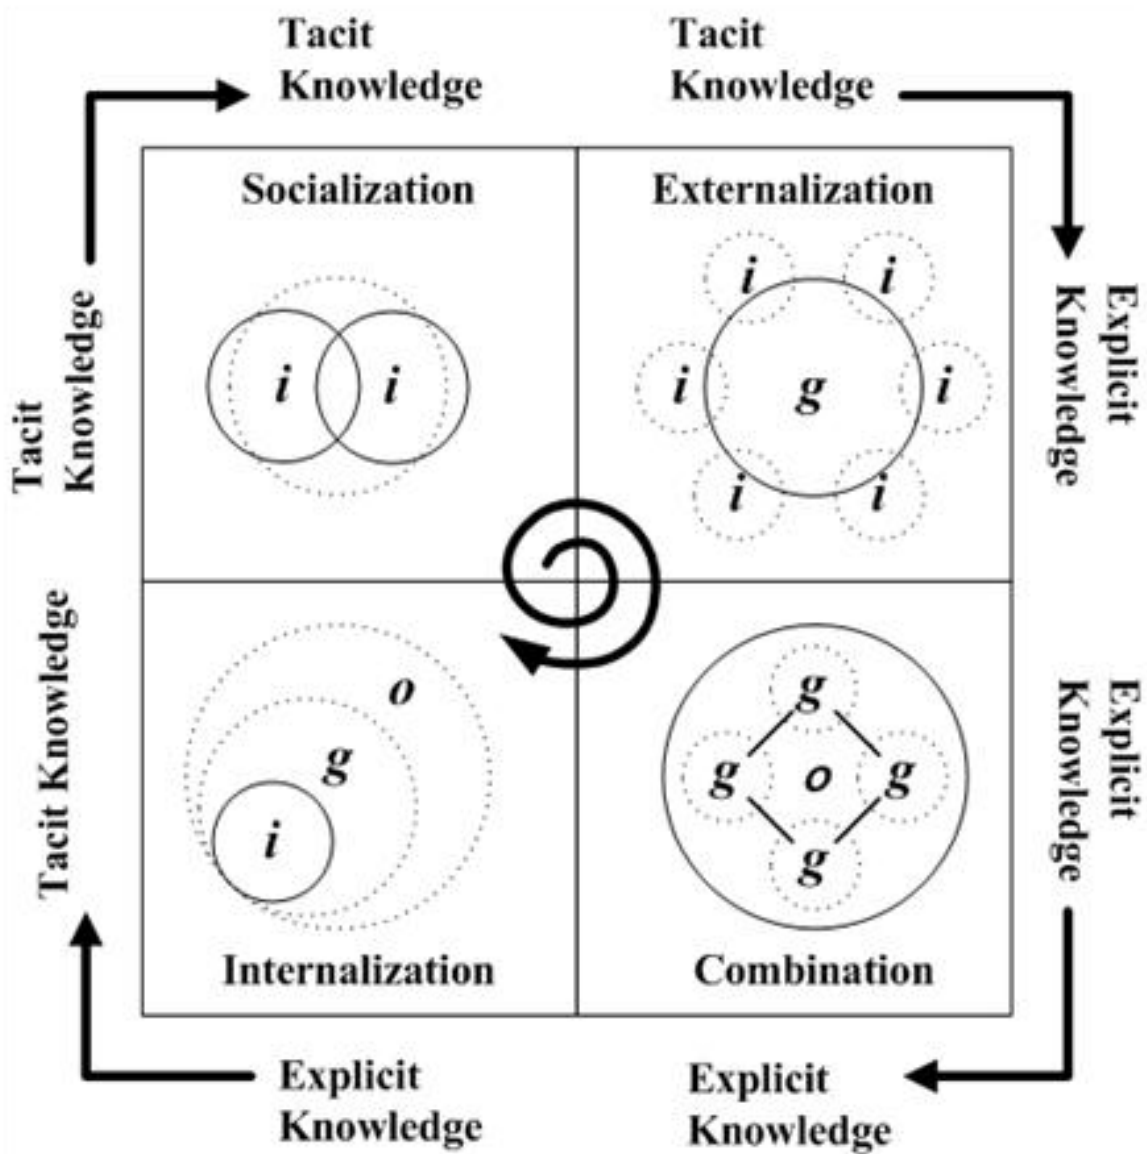 Tacit
Knowledge
Tacit
Knowledge
Socialization
Externalization
i
i
i
i
i
g
i
i
i
Tacit
Knowledge
Explicit
Knowledge
o
g
i
Internalization
g
g
o
g
g
Combination
Tacit Knowledge
Explicit
Knowledge
Explicit
Knowledge
Explicit
Knowledge